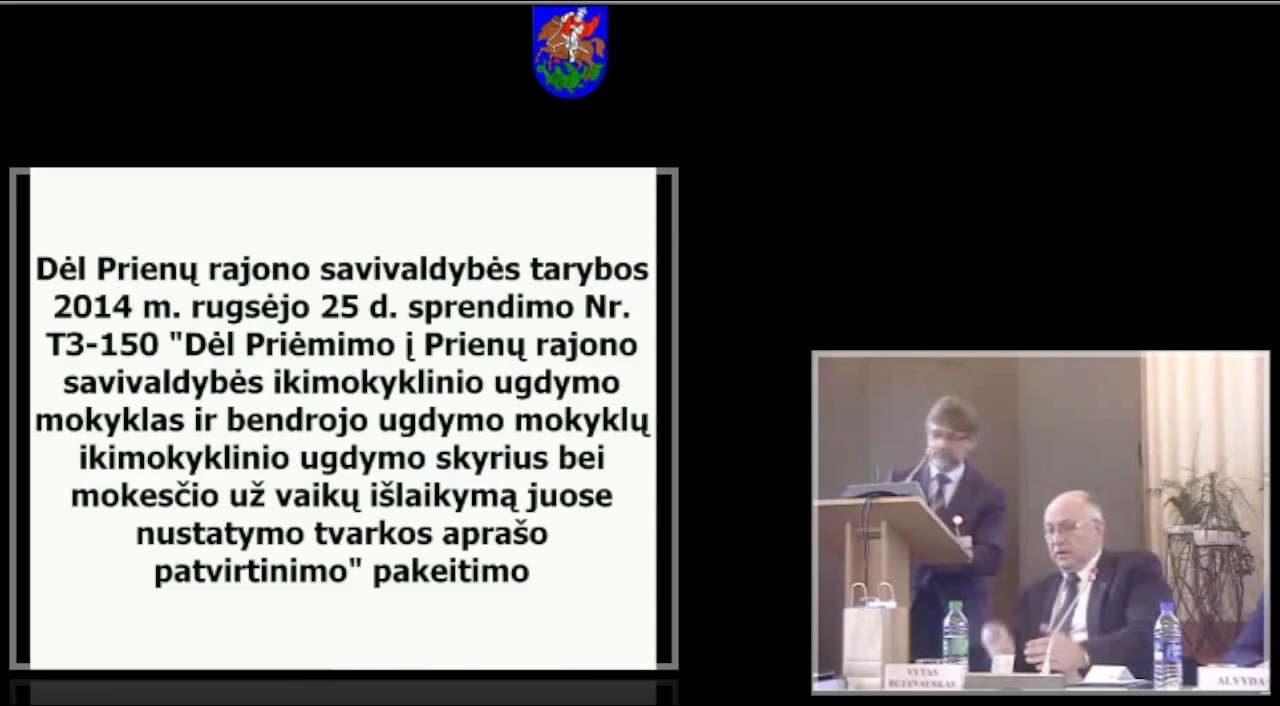 Dėl Prienų rajono savivaldybės tarybos
2014 m. rugsėjo 25 d. sprendimo Nr.
T3-150 "Dėl Priėmimo į Prienų rajono
savivaldybės ikimokyklinio ugdymo
mokyklas ir bendrojo ugdymo mokyklų
ikimokyklinio ugdymo skyrius bei
mokesčio už vaikų išlaikymą juose
nustatymo tvarkos aprašo
patvirtinimo" pakeitimo
VYTAS
BUJANAUSKAS
ALVYDA